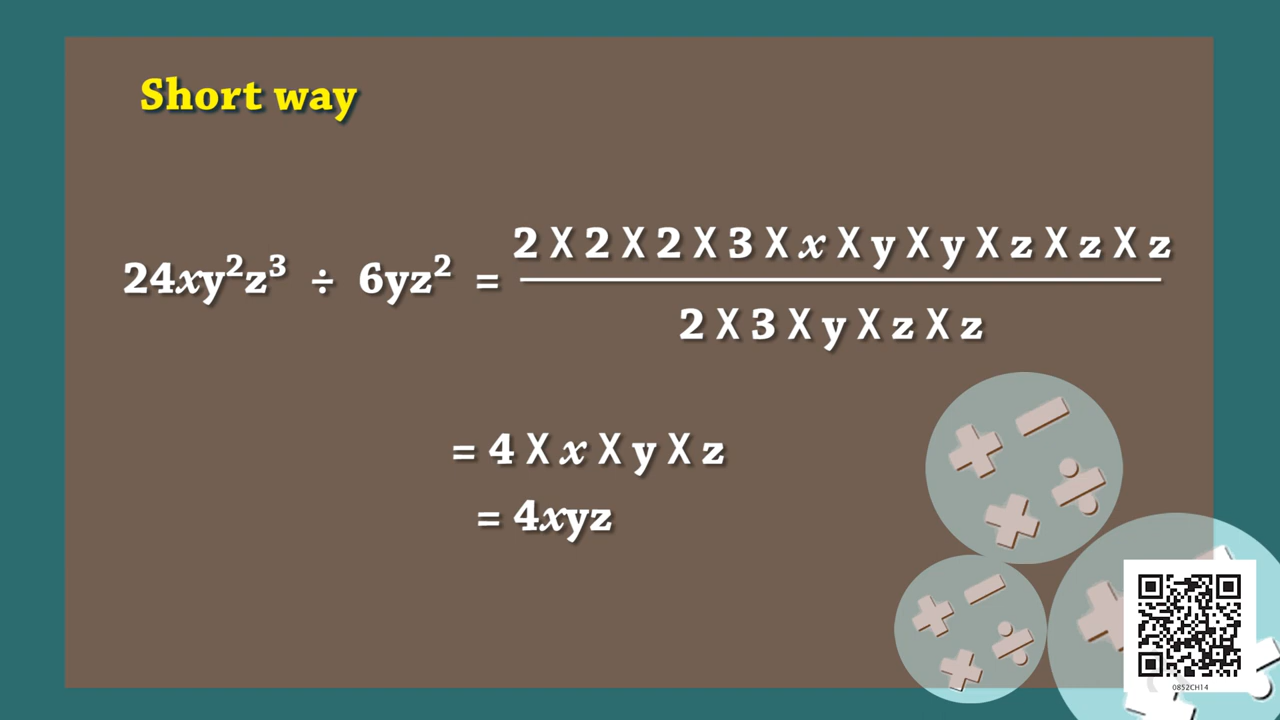 Short way
24xy²z³ ÷ 6yz² = 2 X 2 X 2 X 3 X x X y X y X z X z X z
2 X 3 X y X z X z
= 4 X x X y X z
= 4xyz
0852CH14